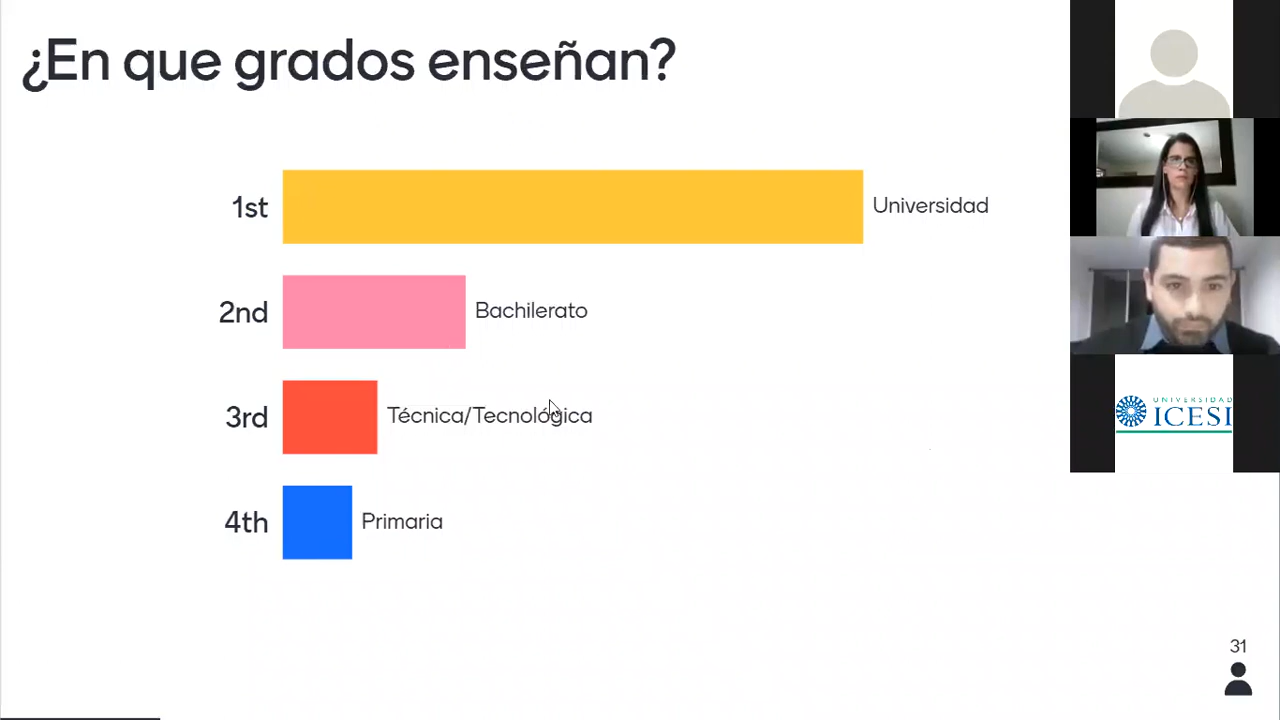 ¿En que grados enseñan?
1st
Universidad
2nd
Bachilerato
3rd
Técnica/Tecnológica
4th
Primaria
UNIVERSIDAD
ICESI
31